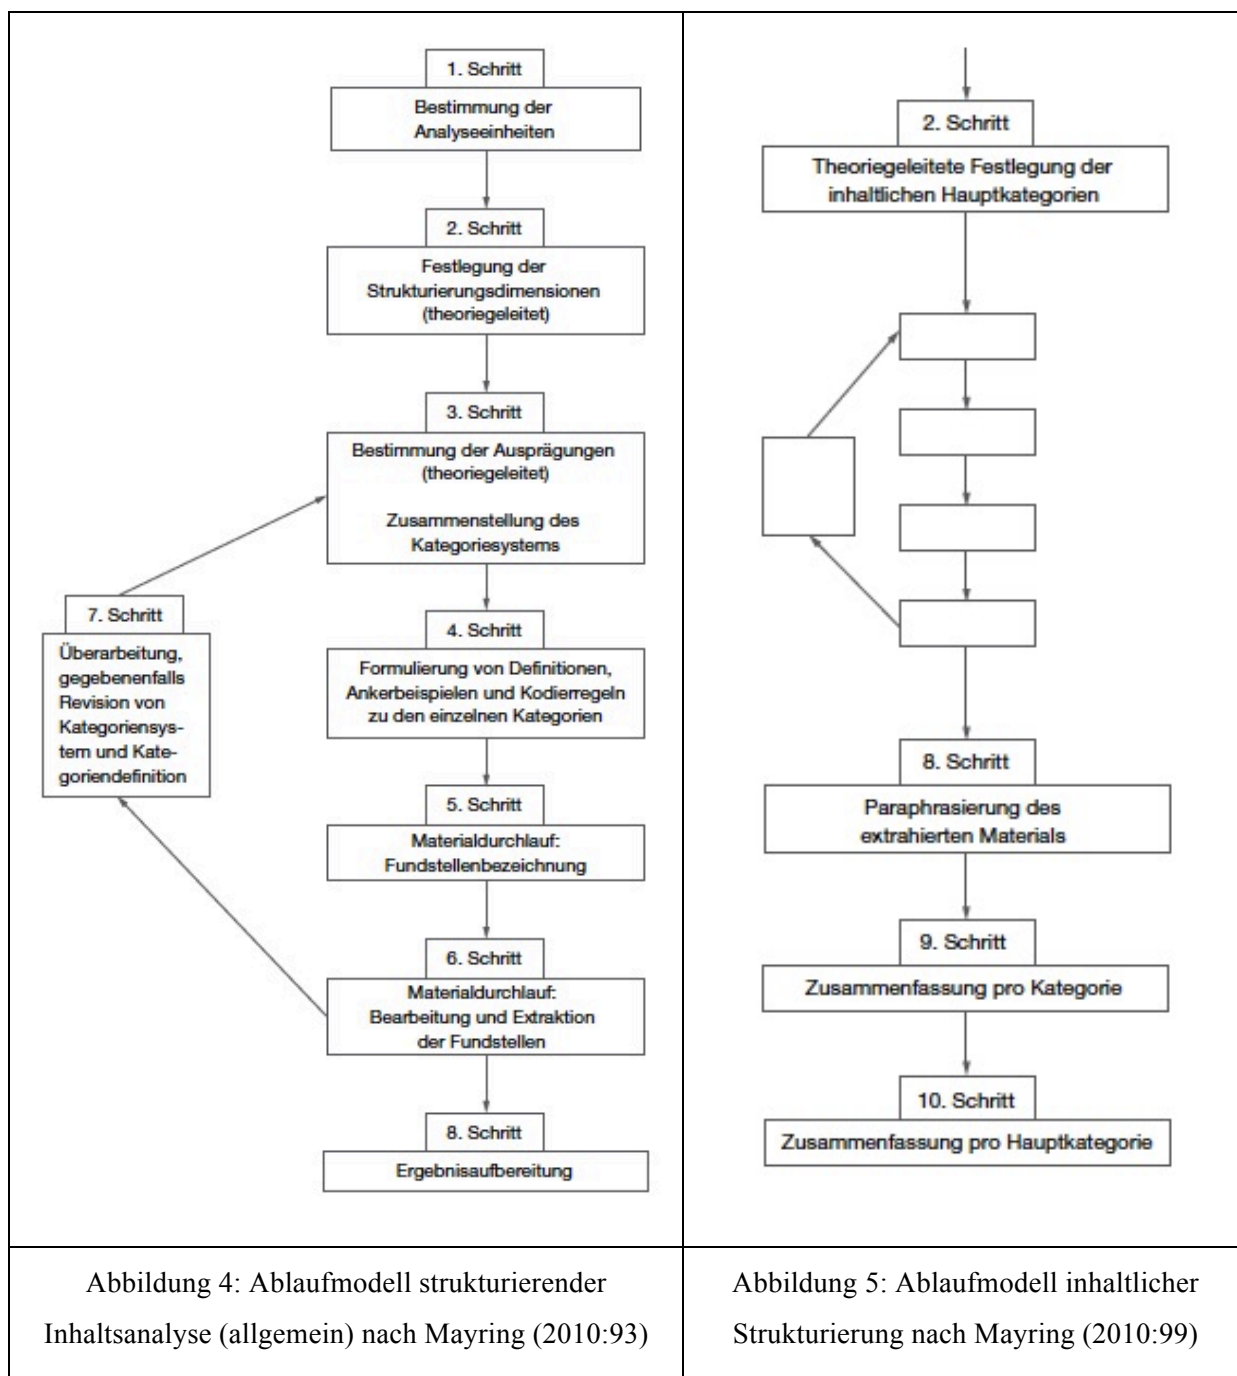 1. Schritt
Bestimmung der
Analyseeinheiten
2. Schritt
Festlegung der
Strukturierungsdimensionen
(theoriegeleitet)
3. Schritt
Bestimmung der Ausprägungen
(theoriegeleitet)
Zusammenstellung des
Kategoriesystems
7. Schritt
Überarbeitung,
gegebenenfalls
Revision von
Kategoriensys-
tem und Kate-
goriendefinition
4. Schritt
Formulierung von Definitionen,
Ankerbeispielen und Kodierregeln
zu den einzelnen Kategorien
5. Schritt
Materialdurchlauf:
Fundstellenbezeichnung
6. Schritt
Materialdurchlauf:
Bearbeitung und Extraktion
der Fundstellen
8. Schritt
Ergebnisaufbereitung
Abbildung 4: Ablaufmodell strukturierender
Inhaltsanalyse (allgemein) nach Mayring (2010:93)
2. Schritt
Theoriegeleitete Festlegung der
inhaltlichen Hauptkategorien
8. Schritt
Paraphrasierung des
extrahierten Materials
9. Schritt
Zusammenfassung pro Kategorie
10. Schritt
Zusammenfassung pro Hauptkategorie
Abbildung 5: Ablaufmodell inhaltlicher
Strukturierung nach Mayring (2010:99)